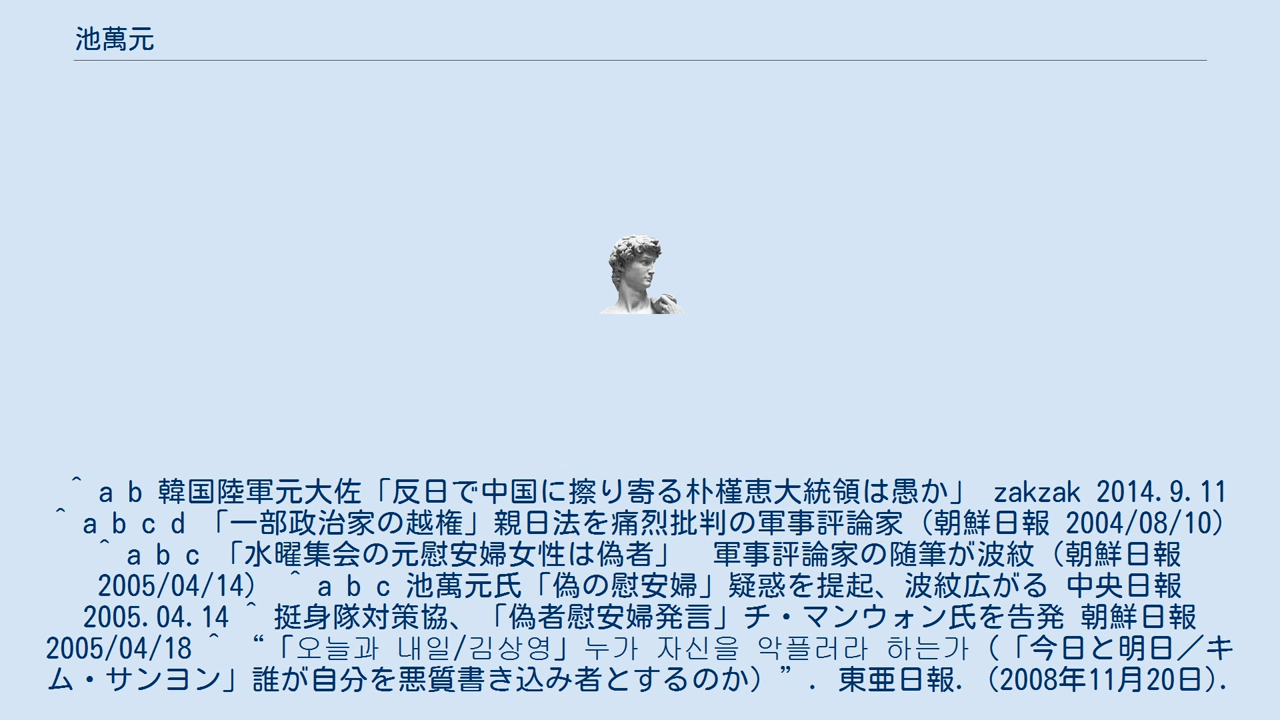 池萬元
^ a b 韓国陸軍元大佐「反日で中国に擦り寄る朴槿恵大統領は愚か」 zakzak 2014.9.11
^ a b c d 「一部政治家の越権」親日法を痛烈批判の軍事評論家（朝鮮日報 2004/08/10）
^ a b c 「水曜集会の元慰安婦女性は偽者」　軍事評論家の随筆が波紋（朝鮮日報
2005/04/14） ^ a b c 池萬元氏「偽の慰安婦」疑惑を提起、波紋広がる 中央日報
2005.04.14 ^ 挺身隊対策協、「偽者慰安婦発言」チ・マンウォン氏を告発 朝鮮日報
2005/04/18 ^ “「오늘과 내일/김상영」누가 자신을 악플러라 하는가（「今日と明日／キ
ム・サンヨン」誰が自分を悪質書き込み者とするのか）”. 東亜日報. （2008年11月20日）.